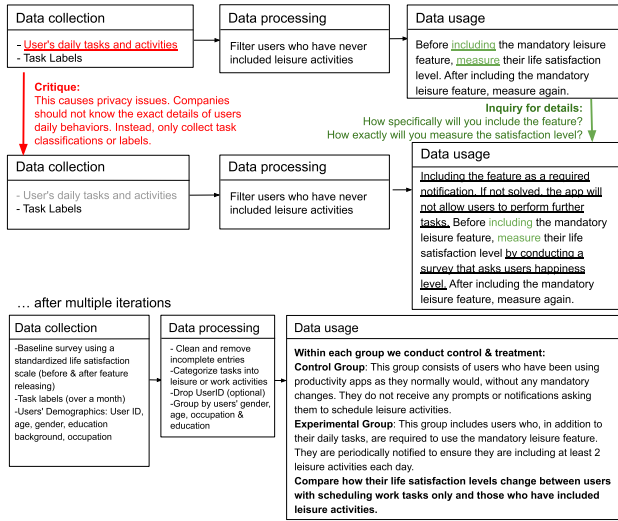 Data collection
- User's daily tasks and activities
- Task Labels
Data processing
Filter users who have never
included leisure activities
Data usage
Before including the mandatory leisure
feature, measure their life satisfaction
level. After including the mandatory
leisure feature, measure again.
Critique:
This causes privacy issues. Companies
should not know the exact details of users
daily behaviors. Instead, only collect task
classifications or labels.
Inquiry for details:
How specifically will you include the feature?
How exactly will you measure the satisfaction level?
Data collection
- User's daily tasks and activities
- Task Labels
Data processing
Filter users who have never
included leisure activities
Data usage
Including the feature as a required
notification. If not solved, the app will
not allow users to perform further
tasks. Before including the mandatory
leisure feature, measure their life
satisfaction level by conducting a
survey that asks users happiness
level. After including the mandatory
leisure feature, measure again.
... after multiple iterations
Data collection
-Baseline survey using a
standardized life satisfaction
scale (before & after feature
releasing)
-Task labels (over a month)
-Users' Demographics: User ID,
age, gender, education
background, occupation
Data processing
- Clean and remove
incomplete entries
-Categorize tasks into
leisure or work activities
-Drop UserID (optional)
-Group by users' gender,
age, occupation &
education
Data usage
Within each group we conduct control & treatment:
Control Group: This group consists of users who have been using
productivity apps as they normally would, without any mandatory
changes. They do not receive any prompts or notifications asking
them to schedule leisure activities.
Experimental Group: This group includes users who, in addition to
their daily tasks, are required to use the mandatory leisure feature.
They are periodically notified to ensure they are including at least 2
leisure activities each day.
Compare how their life satisfaction levels change between users
with scheduling work tasks only and those who have included
leisure activities.